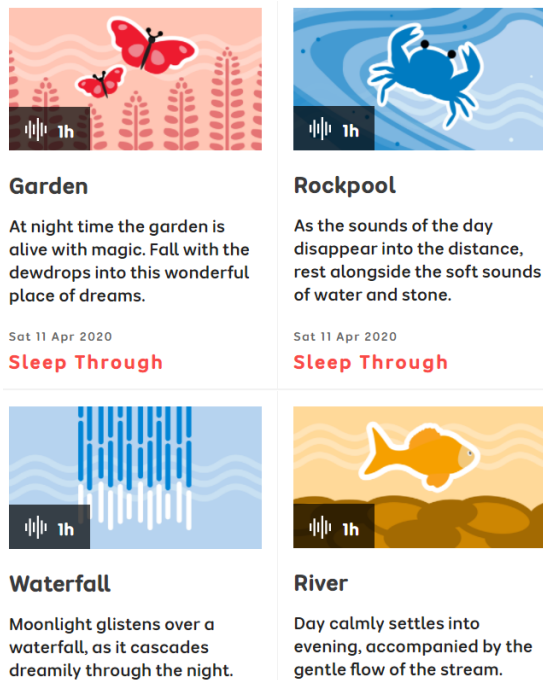 1h
Garden
At night time the garden is
alive with magic. Fall with the
dewdrops into this wonderful
place of dreams.
Sat 11 Apr 2020
Sleep Through
1h
Rockpool
As the sounds of the day
disappear into the distance,
rest alongside the soft sounds
of water and stone.
Sat 11 Apr 2020
Sleep Through
1h
Waterfall
Moonlight glistens over a
waterfall, as it cascades
dreamily through the night.
1h
River
Day calmly settles into
evening, accompanied by the
gentle flow of the stream.